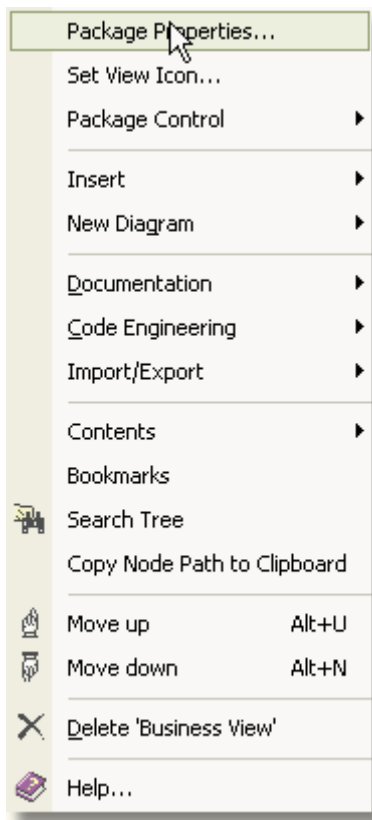 Package Properties...
Set View Icon...
Package Control
Insert
New Diagram
Documentation
Code Engineering
Import/Export
Contents
Bookmarks
Search Tree
Copy Node Path to Clipboard
Move up Alt+U
Move down Alt+N
Delete 'Business View'
Help...